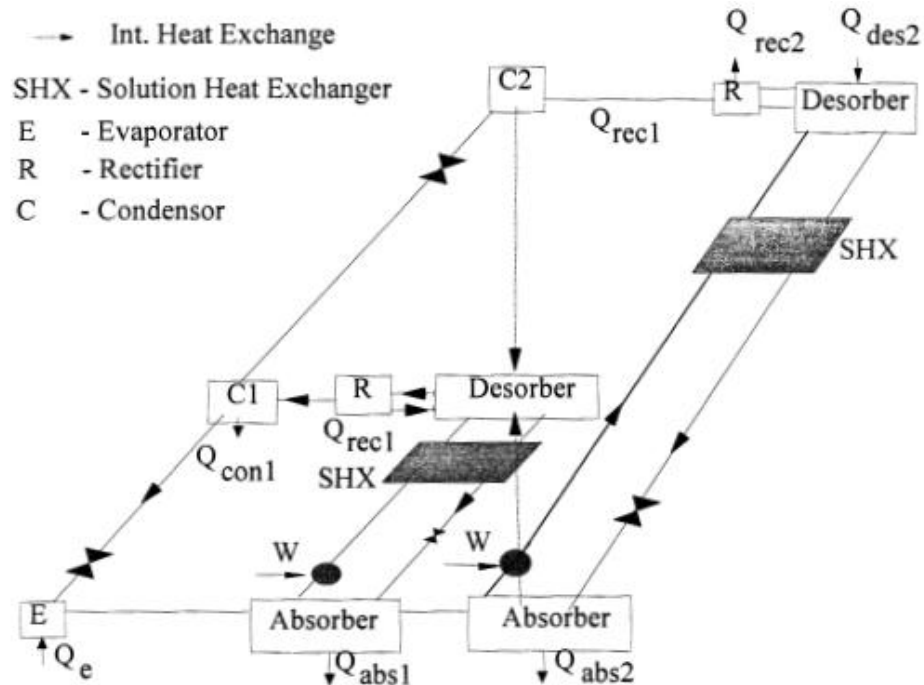 Int. Heat Exchange
SHX - Solution Heat Exchanger
E - Evaporator
R - Rectifier
C - Condensor
Q rec2
Q des2
C2
R
Desorber
Q rec1
SHX
C1
R
Desorber
Q rec1
Q con1
SHX
W
W
E
Absorber
Absorber
Q e
Q abs1
Q abs2